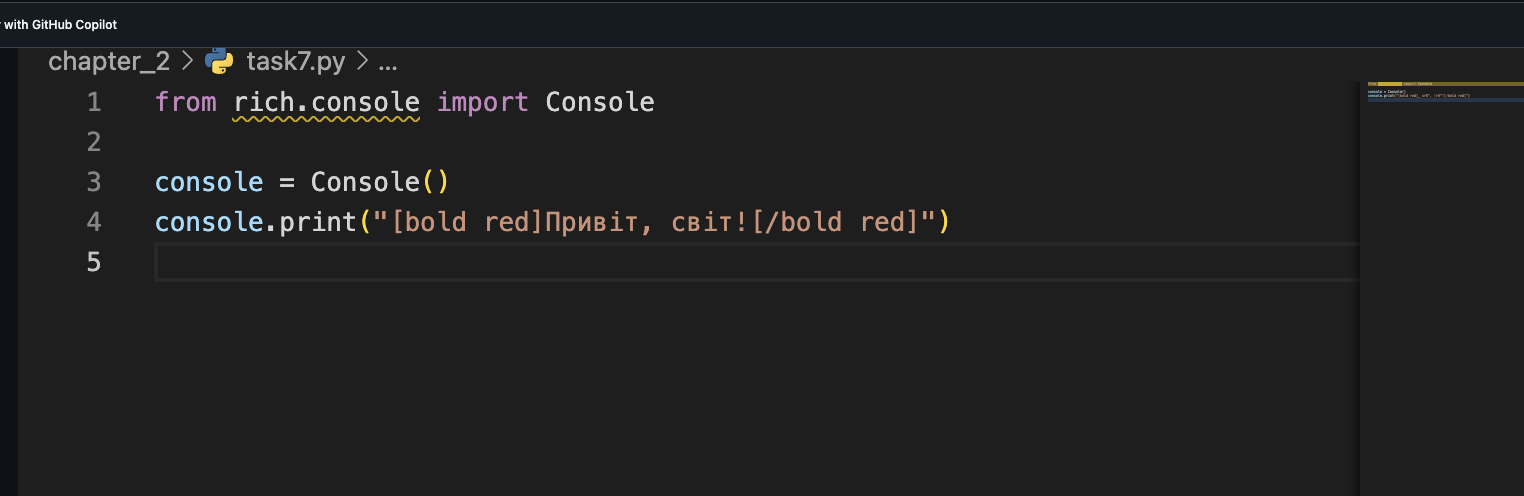 with GitHub Copilot
chapter_2 > task7.py > ...
1 from rich.console import Console
2
3 console = Console()
4 console.print("[bold red]Привіт, світ![/bold red]")
5